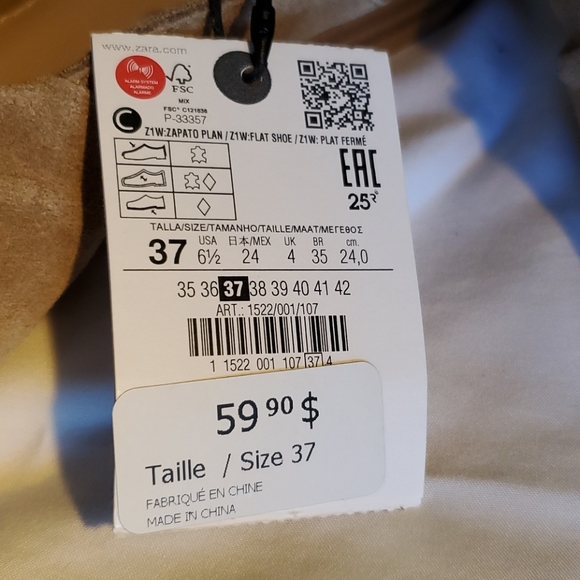 www.zara.com
ALARM SYSTEM
ALARMADO
ALARME
FSC
MIX
FSC® C121636
P-33357
Z1W:ZAPATO PLAN / Z1W:FLAT SHOE / Z1W: PLAT FERMÉ
EAC
25
TALLA/SIZE/TAMANHO/TAILLE/MAAT/ΜΕΓΕΘΟΣ
USA 日本/MEX UK BR cm.
37 6½ 24 4 35 24,0
35 36 37 38 39 40 41 42
ART.: 1522/001/107
1 1522 001 107 37 4
59 90 $
Taille / Size 37
FABRIQUÉ EN CHINE
MADE IN CHINA